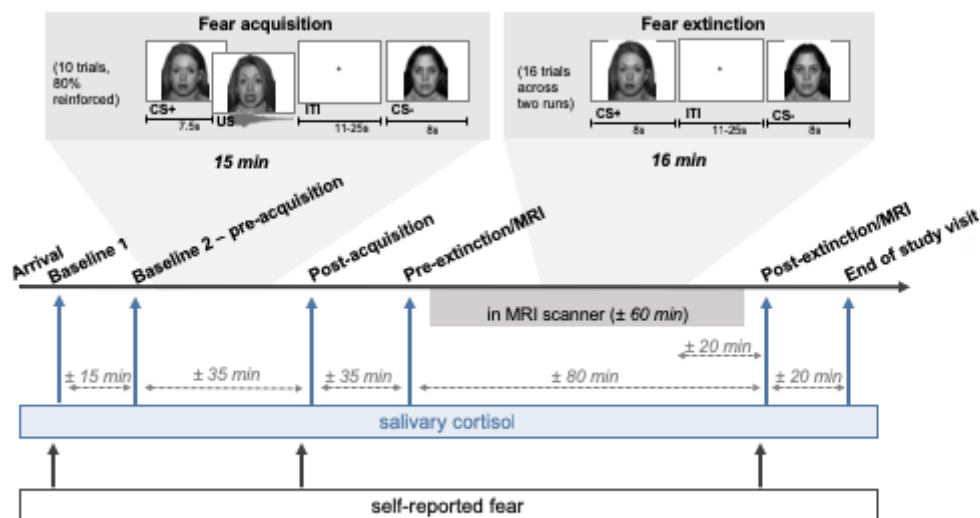 Fear acquisition
(10 trials,
80%
reinforced)
CS+
US
ITI
CS-
7.5s
11-25s
8s
15 min
Fear extinction
(16 trials
across
two runs)
CS+
ITI
CS-
8s
11-25s
8s
16 min
Arrival
Baseline 1
Baseline 2 – pre-acquisition
Post-acquisition
Pre-extinction/MRI
Post-extinction/MRI
End of study visit
in MRI scanner (± 60 min)
± 20 min
± 15 min
± 35 min
± 35 min
± 80 min
± 20 min
salivary cortisol
self-reported fear